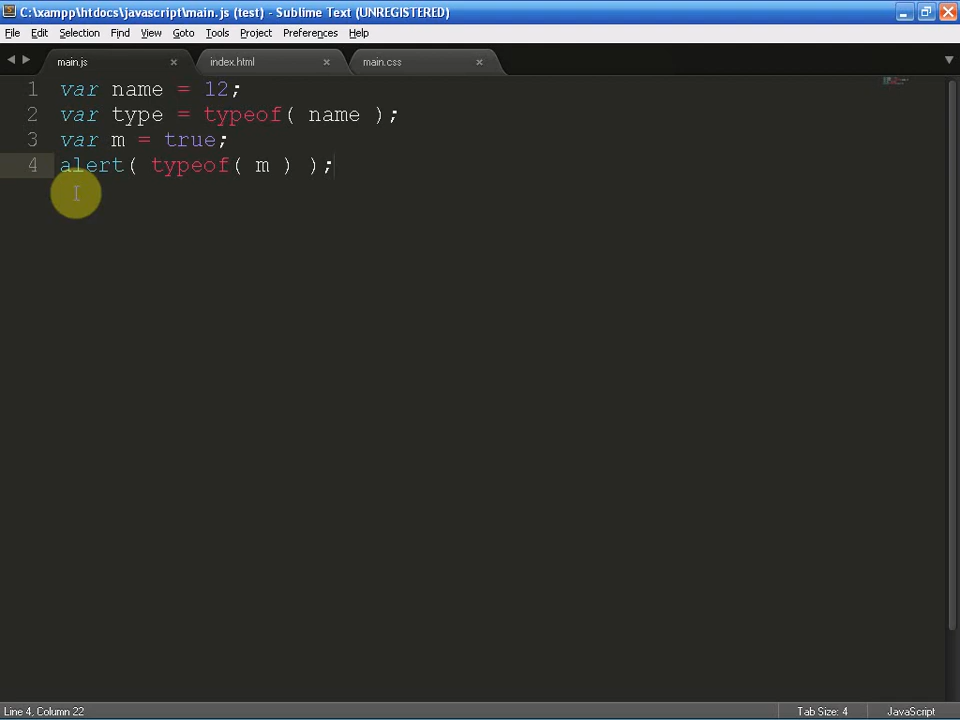 C:\xampp\htdocs\javascript\main.js (test) - Sublime Text (UNREGISTERED)
File Edit Selection Find View Goto Tools Project Preferences Help
main.js index.html main.css
1 var name = 12;
2 var type = typeof( name );
3 var m = true;
4 alert( typeof( m ) );
Line 4, Column 22 Tab Size: 4 JavaScript